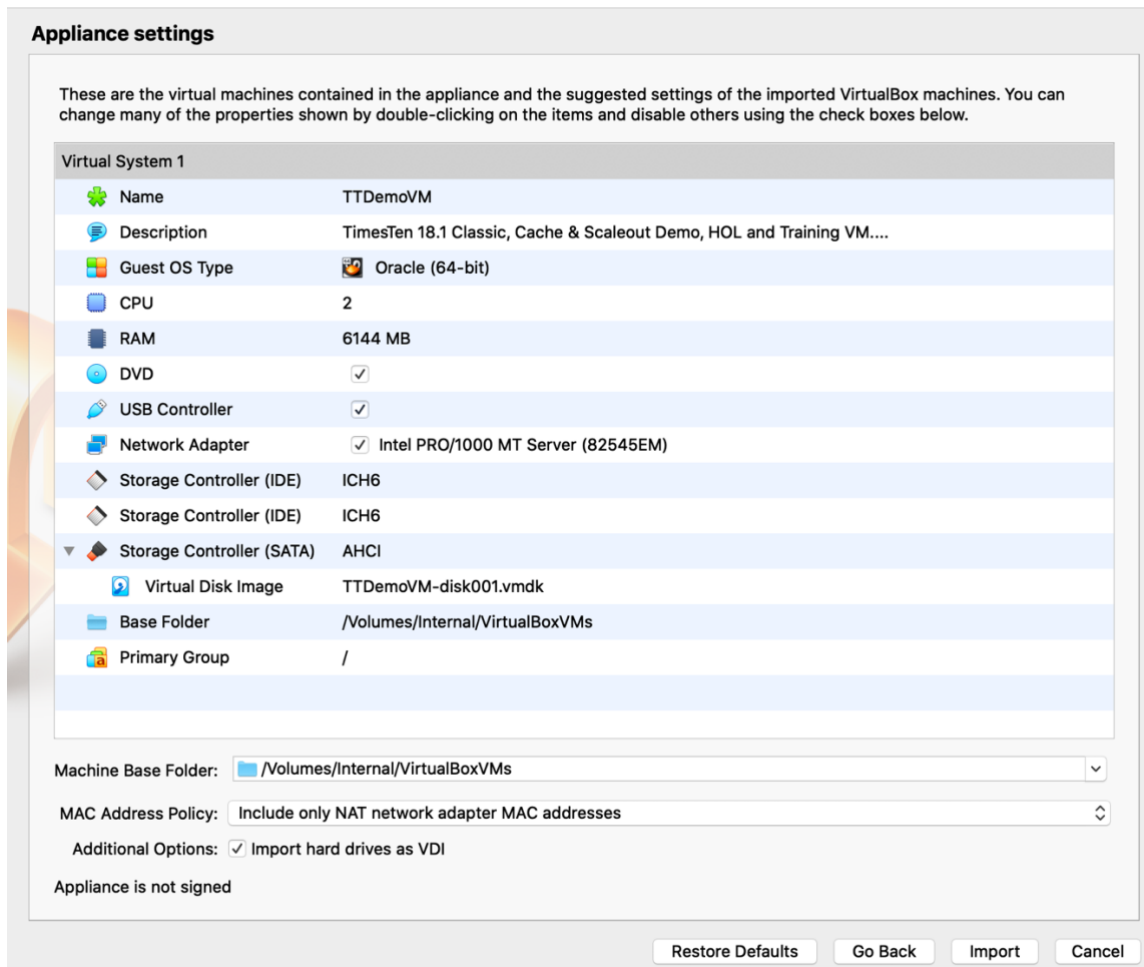 Appliance settings
These are the virtual machines contained in the appliance and the suggested settings of the imported VirtualBox machines. You can
change many of the properties shown by double-clicking on the items and disable others using the check boxes below.
Virtual System 1
Name TTDemoVM
Description TimesTen 18.1 Classic, Cache & Scaleout Demo, HOL and Training VM....
Guest OS Type Oracle (64-bit)
CPU 2
RAM 6144 MB
DVD
USB Controller
Network Adapter Intel PRO/1000 MT Server (82545EM)
Storage Controller (IDE) ICH6
Storage Controller (IDE) ICH6
Storage Controller (SATA) AHCI
Virtual Disk Image TTDemoVM-disk001.vmdk
Base Folder /Volumes/Internal/VirtualBoxVMs
Primary Group /
Machine Base Folder: /Volumes/Internal/VirtualBoxVMs
MAC Address Policy: Include only NAT network adapter MAC addresses
Additional Options: Import hard drives as VDI
Appliance is not signed
Restore Defaults Go Back Import Cancel